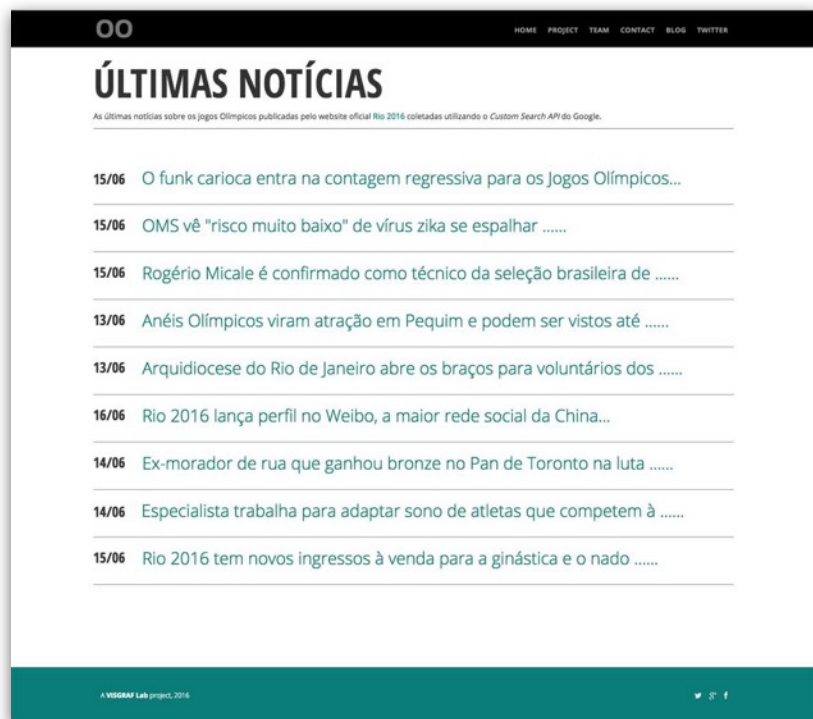 OO
HOME PROJECT TEAM CONTACT BLOG TWITTER
ÚLTIMAS NOTÍCIAS
As últimas notícias sobre os jogos Olímpicos publicadas pelo website oficial Rio 2016 coletadas utilizando o Custom Search API do Google.
15/06 O funk carioca entra na contagem regressiva para os Jogos Olímpicos...
15/06 OMS vê "risco muito baixo" de vírus zika se espalhar ......
15/06 Rogério Micale é confirmado como técnico da seleção brasileira de ......
13/06 Anéis Olímpicos viram atração em Pequim e podem ser vistos até ......
13/06 Arquidiocese do Rio de Janeiro abre os braços para voluntários dos ......
16/06 Rio 2016 lança perfil no Weibo, a maior rede social da China...
14/06 Ex-morador de rua que ganhou bronze no Pan de Toronto na luta ......
14/06 Especialista trabalha para adaptar sono de atletas que competem à ......
15/06 Rio 2016 tem novos ingressos à venda para a ginástica e o nado ......
A VISGRAF Lab project, 2016